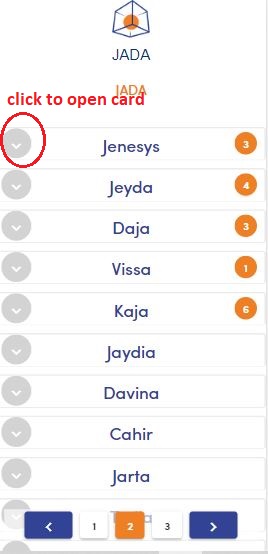 JADA
JADA
click to open card
Jenesys 3
Jeyda 4
Daja 3
Vissa 1
Kaja 6
Jaydia
Davina
Cahir
Jarta
1 2 3